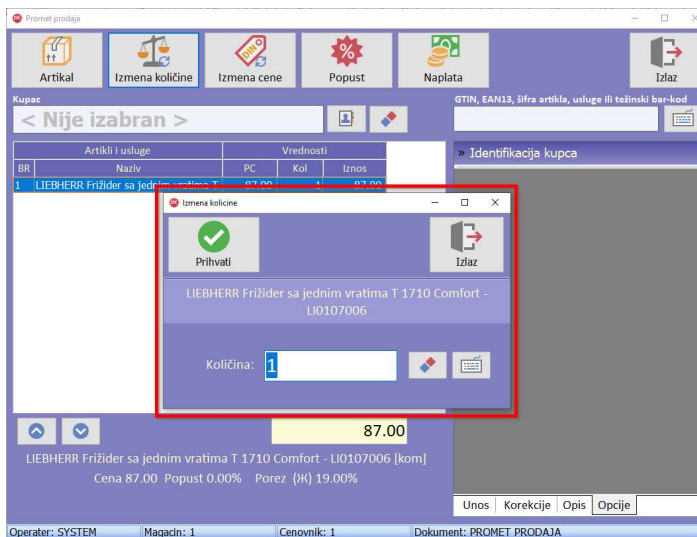 Promet prodaja
Artikal
Izmena količine
Izmena cene
Popust
Naplata
Izlaz
Kupac
< Nije izabran >
GTIN, EAN13, šifra artikla, usluge ili težinski bar-kod
Artikli i usluge Vrednosti
BR Naziv PC Kol Iznos
1 LIEBHERR Frižider sa jednim vratima T 87.00 1 87.00
» Identifikacija kupca
Izmena kolicine
Prihvati
Izlaz
LIEBHERR Frižider sa jednim vratima T 1710 Comfort -
LI0107006
Količina: 1
87.00
LIEBHERR Frižider sa jednim vratima T 1710 Comfort - LI0107006 [kom]
Cena 87.00 Popust 0.00% Porez (Ж) 19.00%
Unos Korekcije Opis Opcije
Operater: SYSTEM Magacin: 1 Cenovnik: 1 Dokument: PROMET PRODAJA